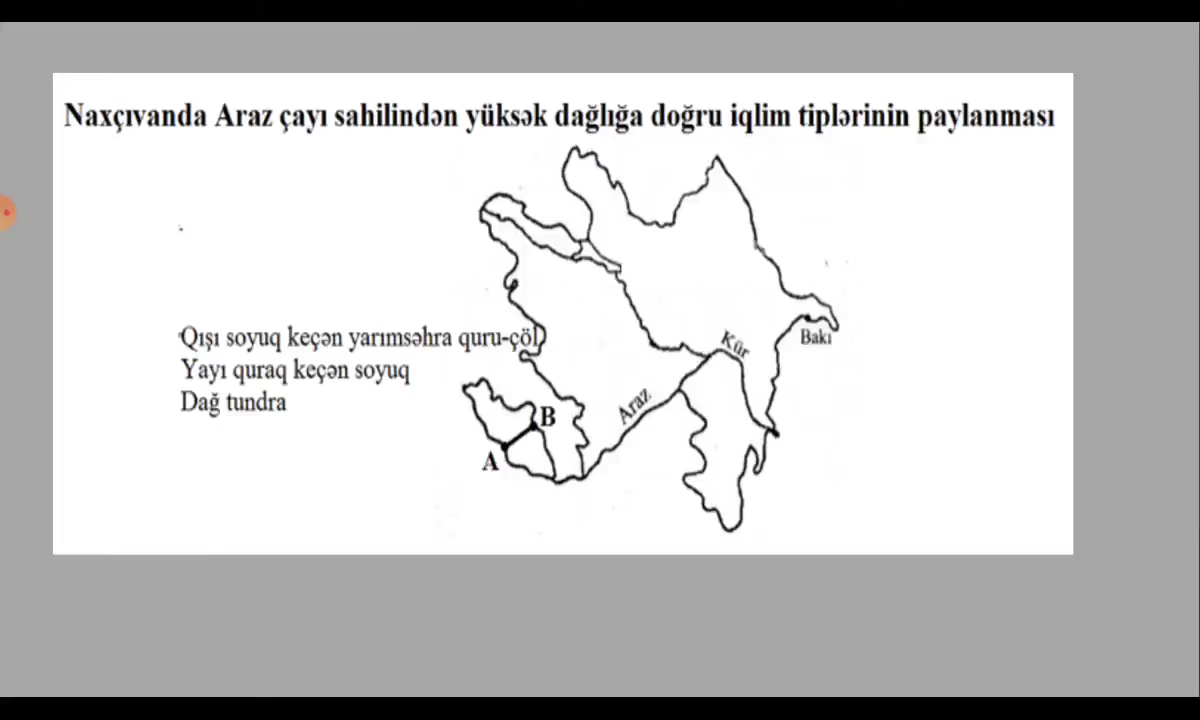 Naxçıvanda Araz çayı sahilindən yüksək dağlığa doğru iqlim tiplərinin paylanması
Qışı soyuq keçən yarımsəhra quru-çöl
Yayı quraq keçən soyuq
Dağ tundra
Kür
Bakı
Araz
B
A